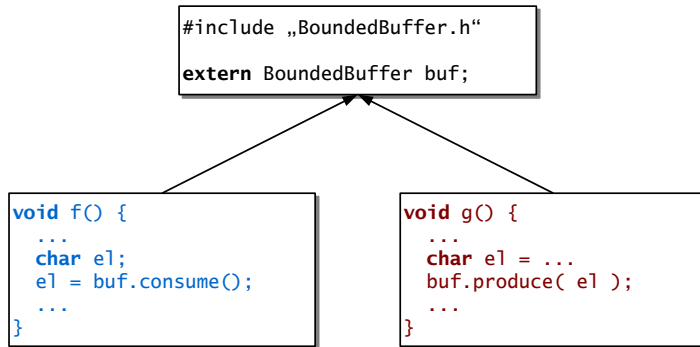 #include „BoundedBuffer.h“
extern BoundedBuffer buf;
void f() {
...
char el;
el = buf.consume();
...
}
void g() {
...
char el = ...
buf.produce( el );
...
}